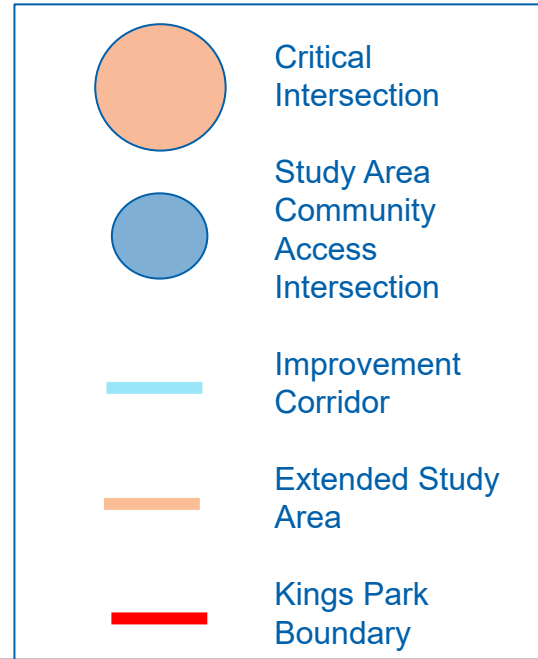 Critical
Intersection
Study Area
Community
Access
Intersection
Improvement
Corridor
Extended Study
Area
Kings Park
Boundary